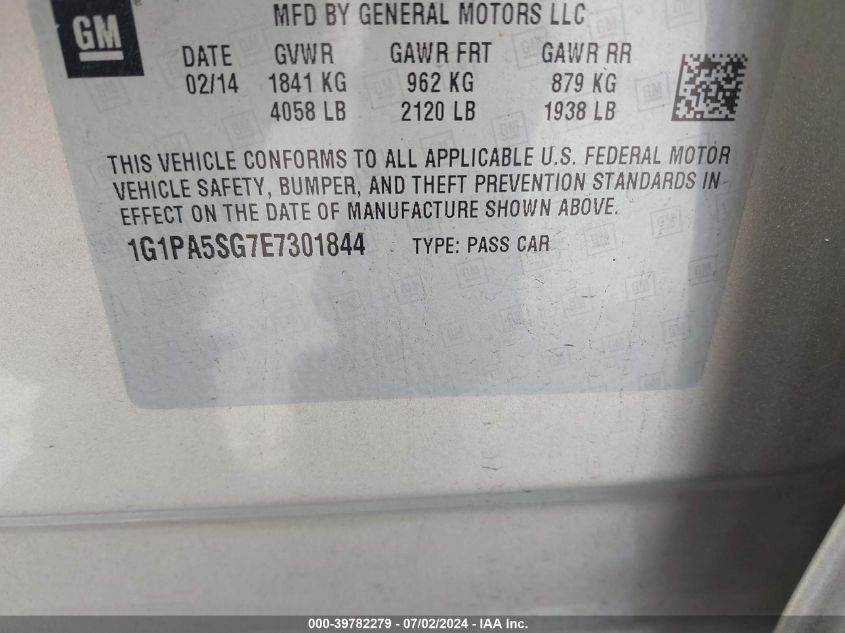 GM
MFD BY GENERAL MOTORS LLC
DATE GVWR GAWR FRT GAWR RR
02/14 1841 KG 962 KG 879 KG
4058 LB 2120 LB 1938 LB
THIS VEHICLE CONFORMS TO ALL APPLICABLE U.S. FEDERAL MOTOR
VEHICLE SAFETY, BUMPER, AND THEFT PREVENTION STANDARDS IN
EFFECT ON THE DATE OF MANUFACTURE SHOWN ABOVE.
1G1PA5SG7E7301844 TYPE: PASS CAR
000-39782279 - 07/02/2024 - IAA Inc.